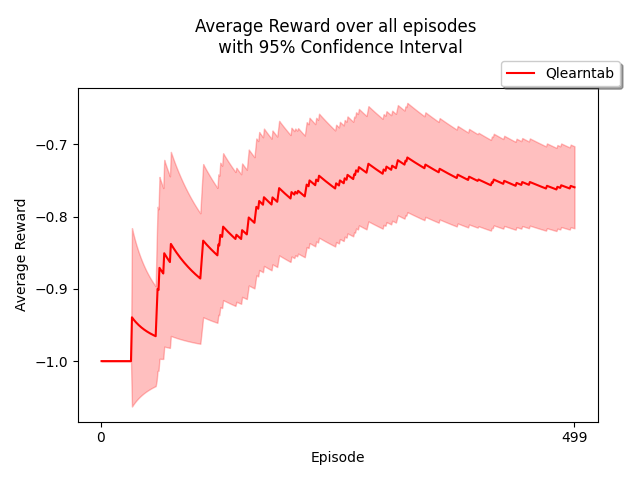 Average Reward over all episodes
with 95% Confidence Interval
Qlearntab
Average Reward
−0.7
−0.8
−0.9
−1.0
0
499
Episode